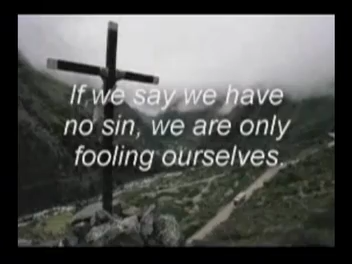 If we say we have
no sin, we are only
fooling ourselves.